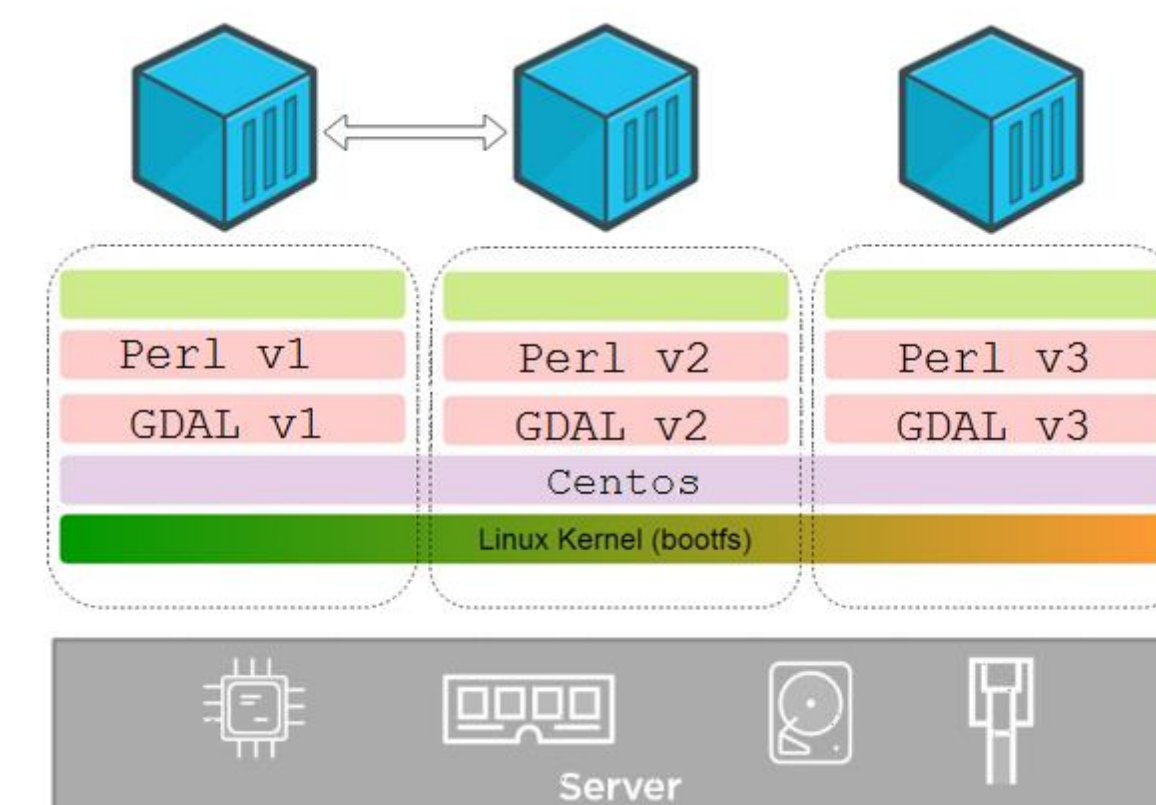 Perl v1
Perl v2
Perl v3
GDAL v1
GDAL v2
GDAL v3
Centos
Linux Kernel (bootfs)
Server